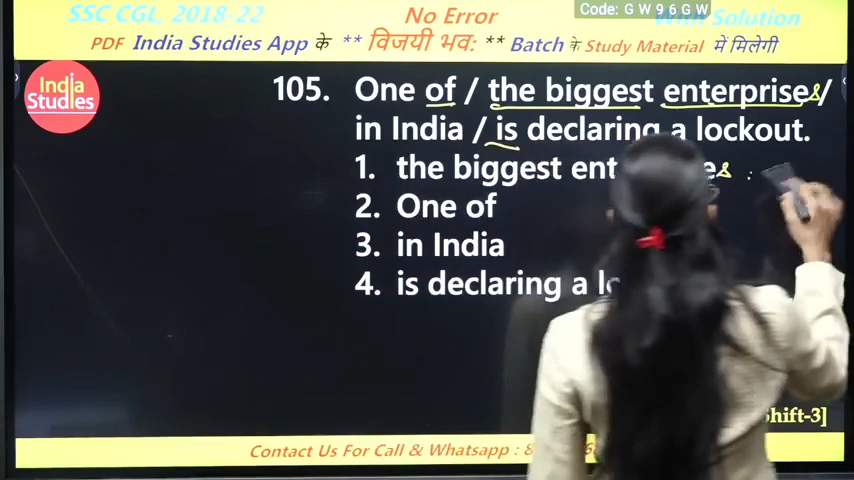 SSC CGL, 2018-22
No Error
Code: G W 9 6 G W
With Solution
PDF India Studies App के ** विजयी भव: ** Batch के Study Material में मिलेगी
India
Studies
105. One of / the biggest enterprises/
in India / is declaring a lockout.
1. the biggest
2. One of
3. in India
4. is declaring a
Shift-3]
Contact Us For Call & Whatsapp : 8